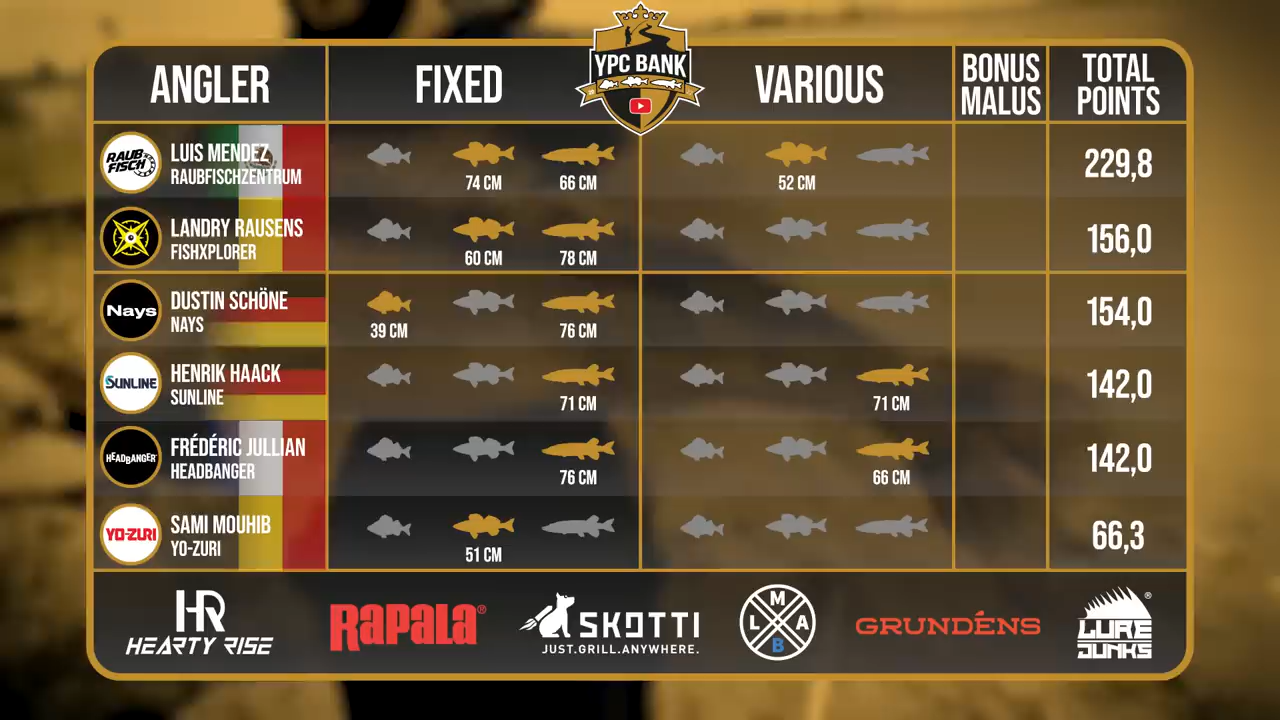 YPC BANK
ANGLER FIXED VARIOUS BONUS MALUS TOTAL POINTS
RAUB FISCH LUIS MENDEZ
RAUBFISCHZENTRUM
74 CM 66 CM 52 CM 229,8
LANDRY RAUSENS
FISHXPLORER
60 CM 78 CM 156,0
Nays DUSTIN SCHÖNE
NAYS
39 CM 76 CM 154,0
SUNLINE HENRIK HAACK
SUNLINE
71 CM 71 CM 142,0
HEADBANGER FRÉDÉRIC JULLIAN
HEADBANGER
76 CM 66 CM 142,0
YO-ZURI SAMI MOUHIB
YO-ZURI
51 CM 66,3
HR
HEARTY RISE
RAPALA®
SKOTTI
JUST.GRILL.ANYWHERE.
M
L A
B
GRUNDÉNS
LURE
JUNKS®